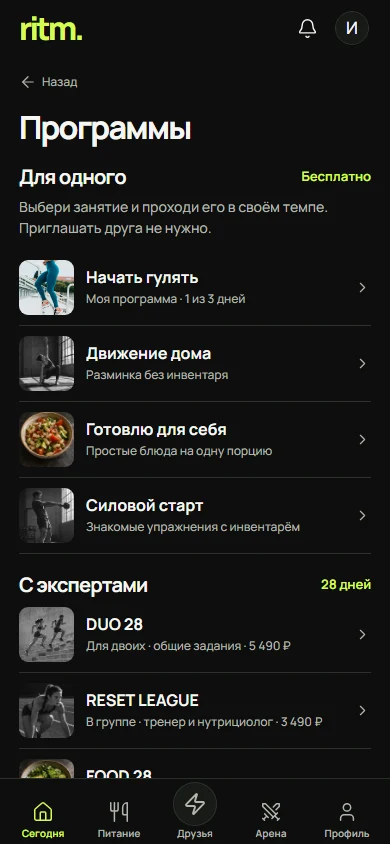 ritm.
И
Назад
Программы
Для одного
Бесплатно
Выбери занятие и проходи его в своём темпе.
Приглашать друга не нужно.
Начать гулять
Моя программа · 1 из 3 дней
Движение дома
Разминка без инвентаря
Готовлю для себя
Простые блюда на одну порцию
Силовой старт
Знакомые упражнения с инвентарём
С экспертами
28 дней
DUO 28
Для двоих · общие задания · 5 490 ₽
RESET LEAGUE
В группе · тренер и нутрициолог · 3 490 ₽
FOOD 28
Сегодня
Питание
Друзья
Арена
Профиль